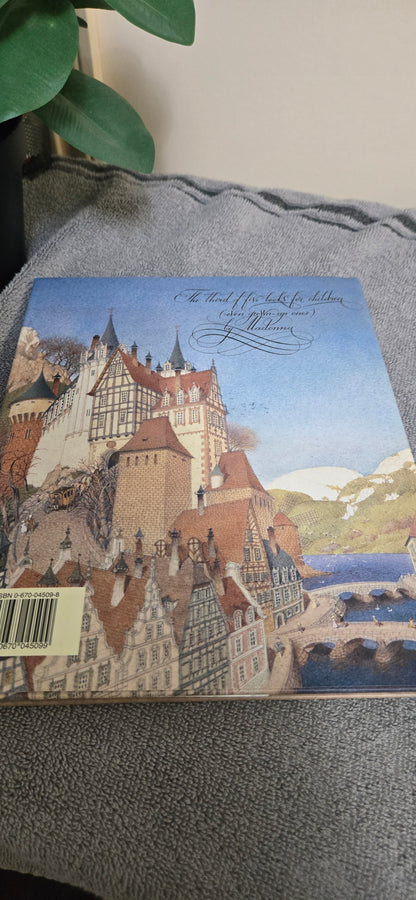 The third of five books for children
(even grown-up ones)
by Madonna
ISBN 0-670-04509-8